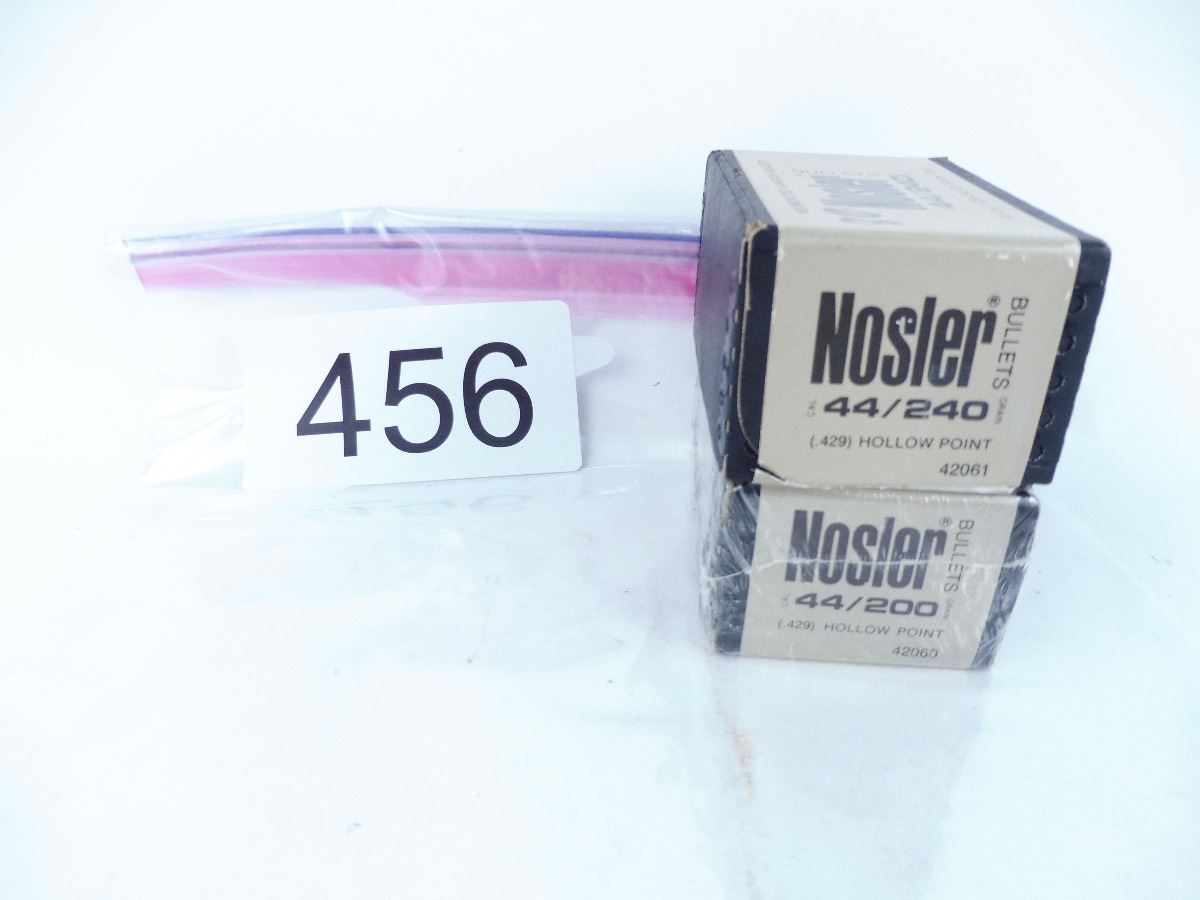 456
Nosler®
BULLETS
CAL.
44/240
GRAIN
(.429) HOLLOW POINT
42061
Nosler®
BULLETS
44/200
GRAIN
(.429) HOLLOW POINT
42060